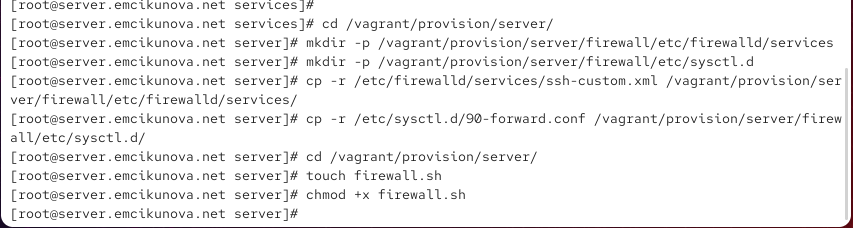 [root@server.emcikunova.net services]#
[root@server.emcikunova.net services]# cd /vagrant/provision/server/
[root@server.emcikunova.net server]# mkdir -p /vagrant/provision/server/firewall/etc/firewalld/services
[root@server.emcikunova.net server]# mkdir -p /vagrant/provision/server/firewall/etc/sysctl.d
[root@server.emcikunova.net server]# cp -r /etc/firewalld/services/ssh-custom.xml /vagrant/provision/ser
ver/firewall/etc/firewalld/services/
[root@server.emcikunova.net server]# cp -r /etc/sysctl.d/90-forward.conf /vagrant/provision/server/firew
all/etc/sysctl.d/
[root@server.emcikunova.net server]# cd /vagrant/provision/server/
[root@server.emcikunova.net server]# touch firewall.sh
[root@server.emcikunova.net server]# chmod +x firewall.sh
[root@server.emcikunova.net server]#